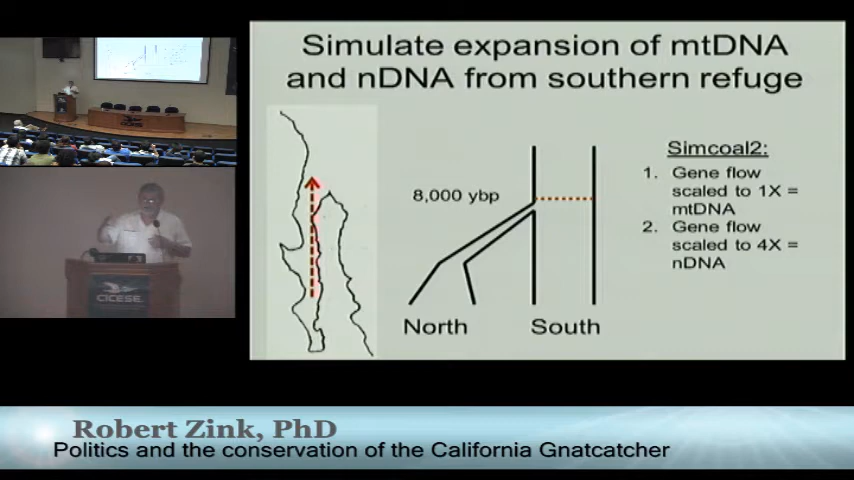 Simulate expansion of mtDNA
and nDNA from southern refuge
8,000 ybp
North
South
Simcoal2:
1. Gene flow
scaled to 1X =
mtDNA
2. Gene flow
scaled to 4X =
nDNA
CICESE
Robert Zink, PhD
Politics and the conservation of the California Gnatcatcher